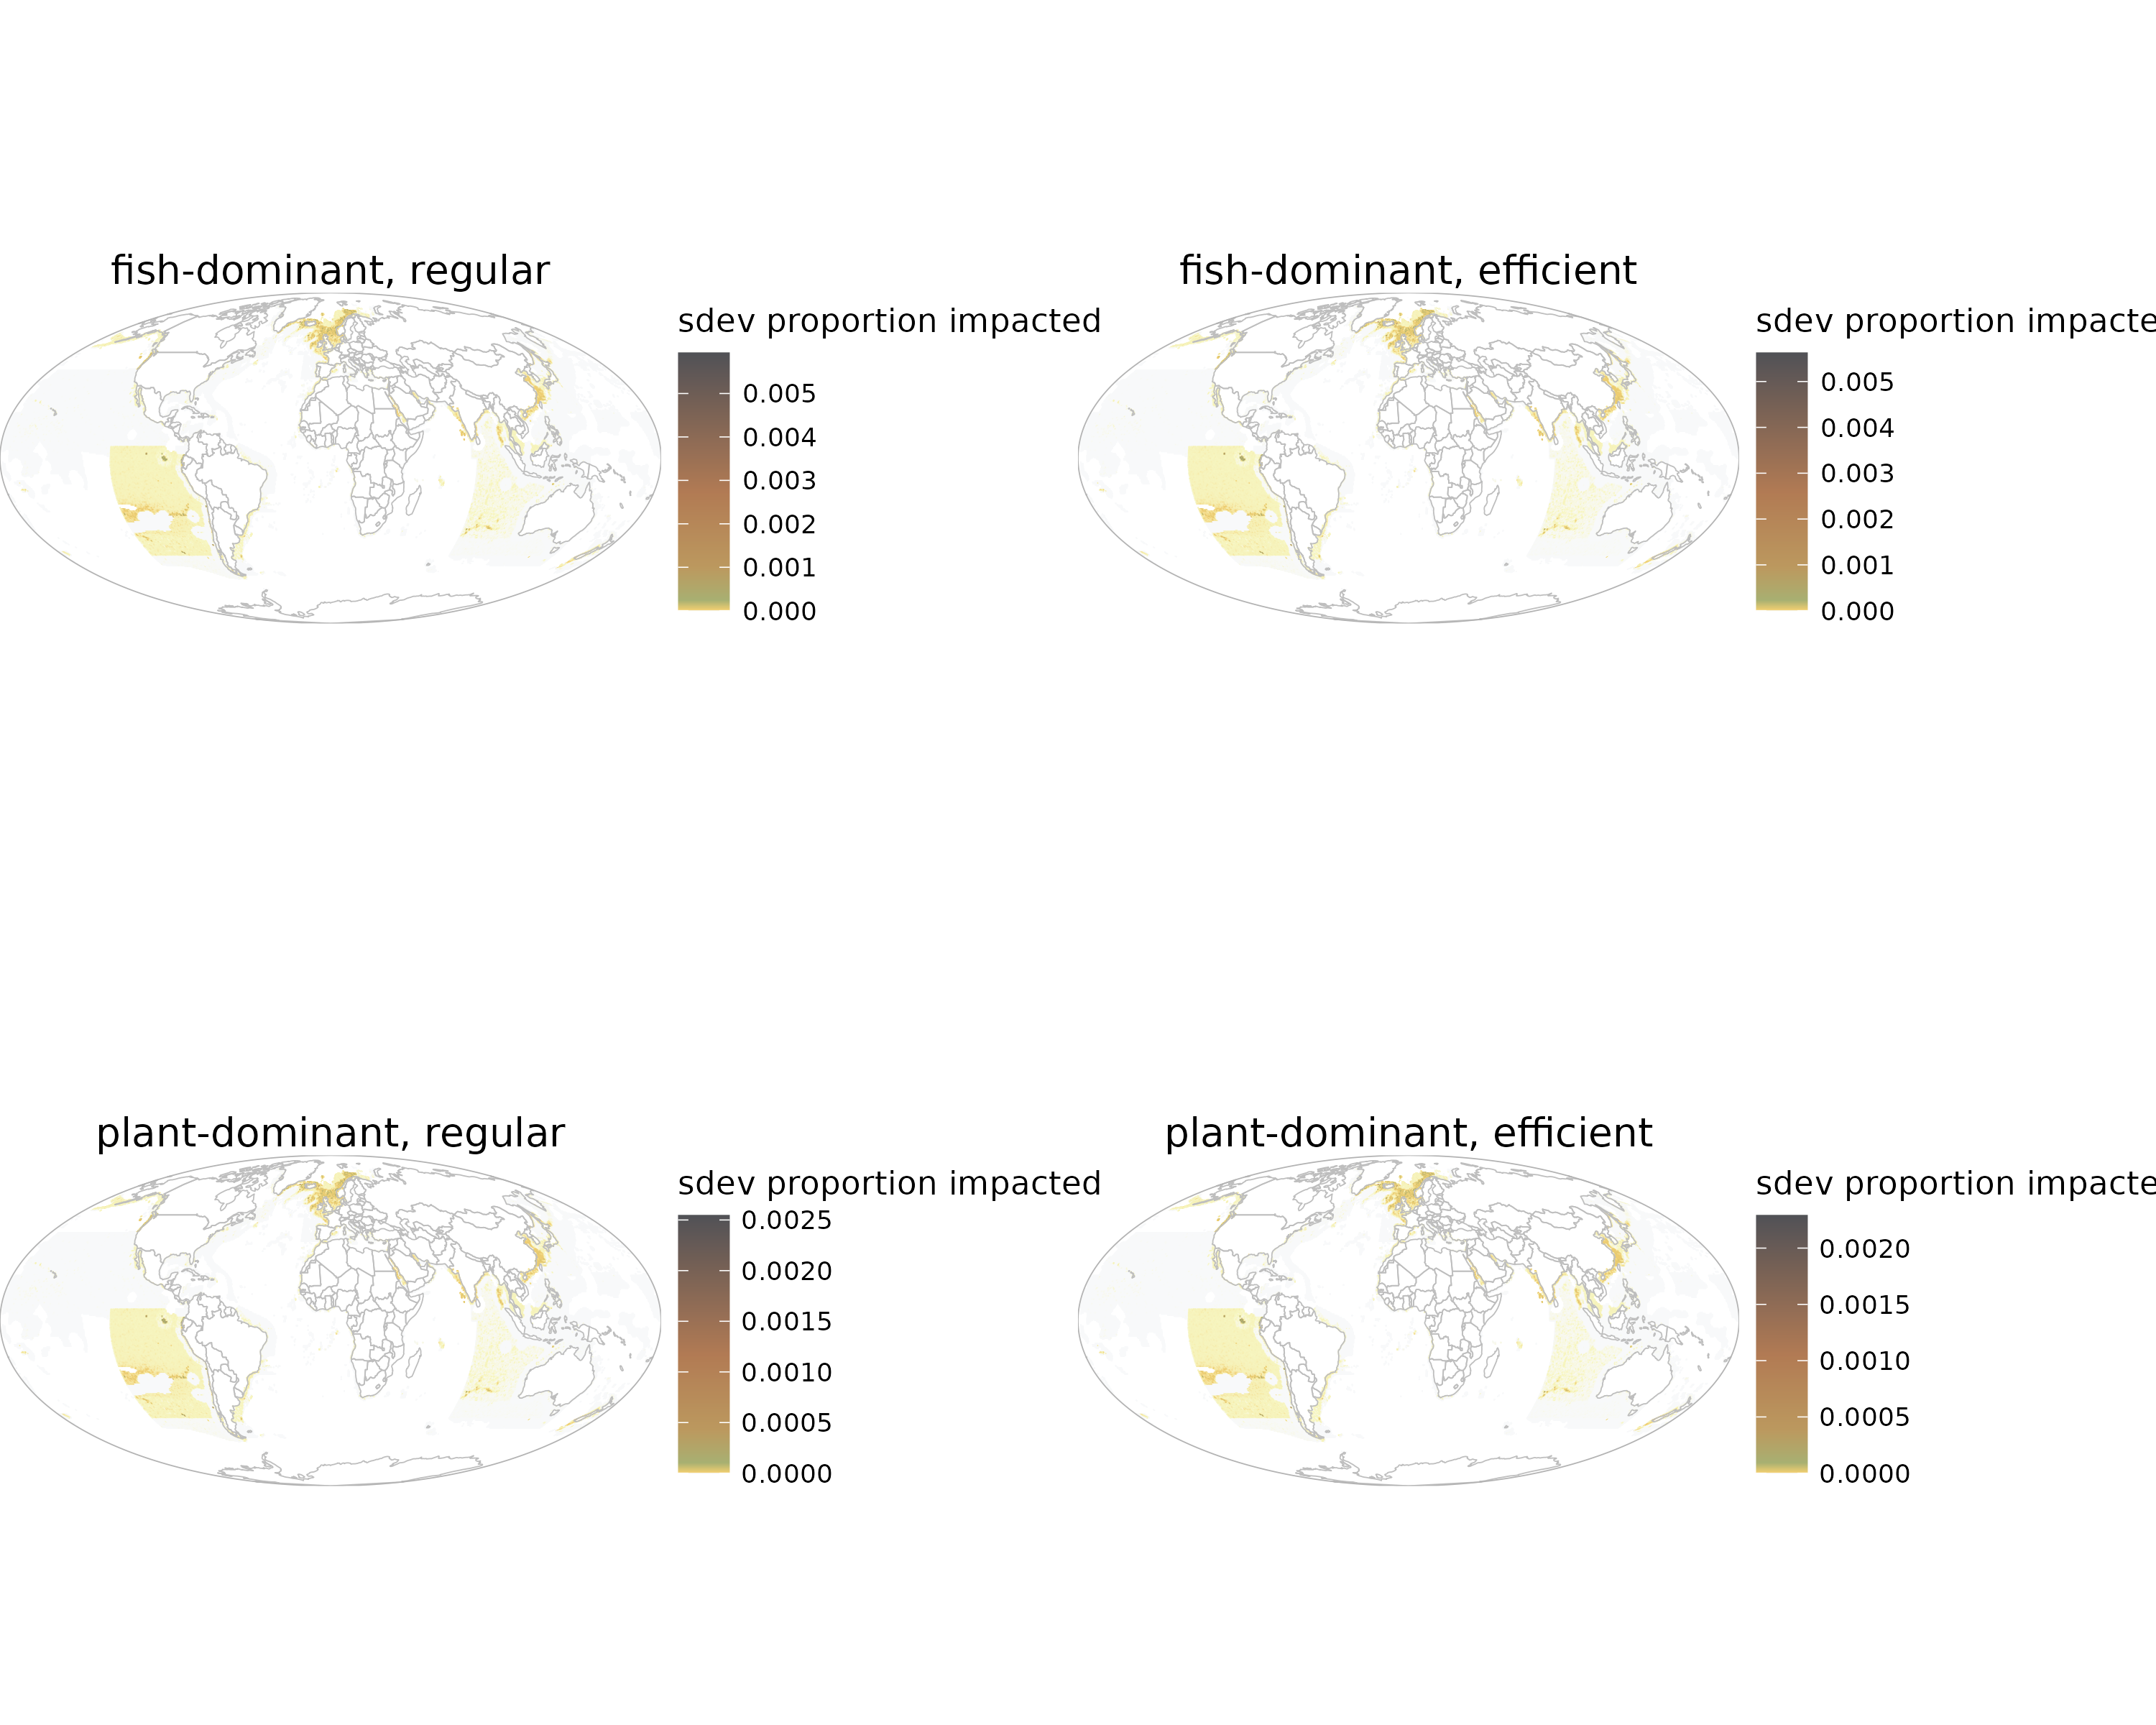 fish-dominant, regular
sdev proportion impacted
0.005
0.004
0.003
0.002
0.001
0.000
fish-dominant, efficient
sdev proportion impacte
0.005
0.004
0.003
0.002
0.001
0.000
plant-dominant, regular
sdev proportion impacted
0.0025
0.0020
0.0015
0.0010
0.0005
0.0000
plant-dominant, efficient
sdev proportion impacte
0.0020
0.0015
0.0010
0.0005
0.0000